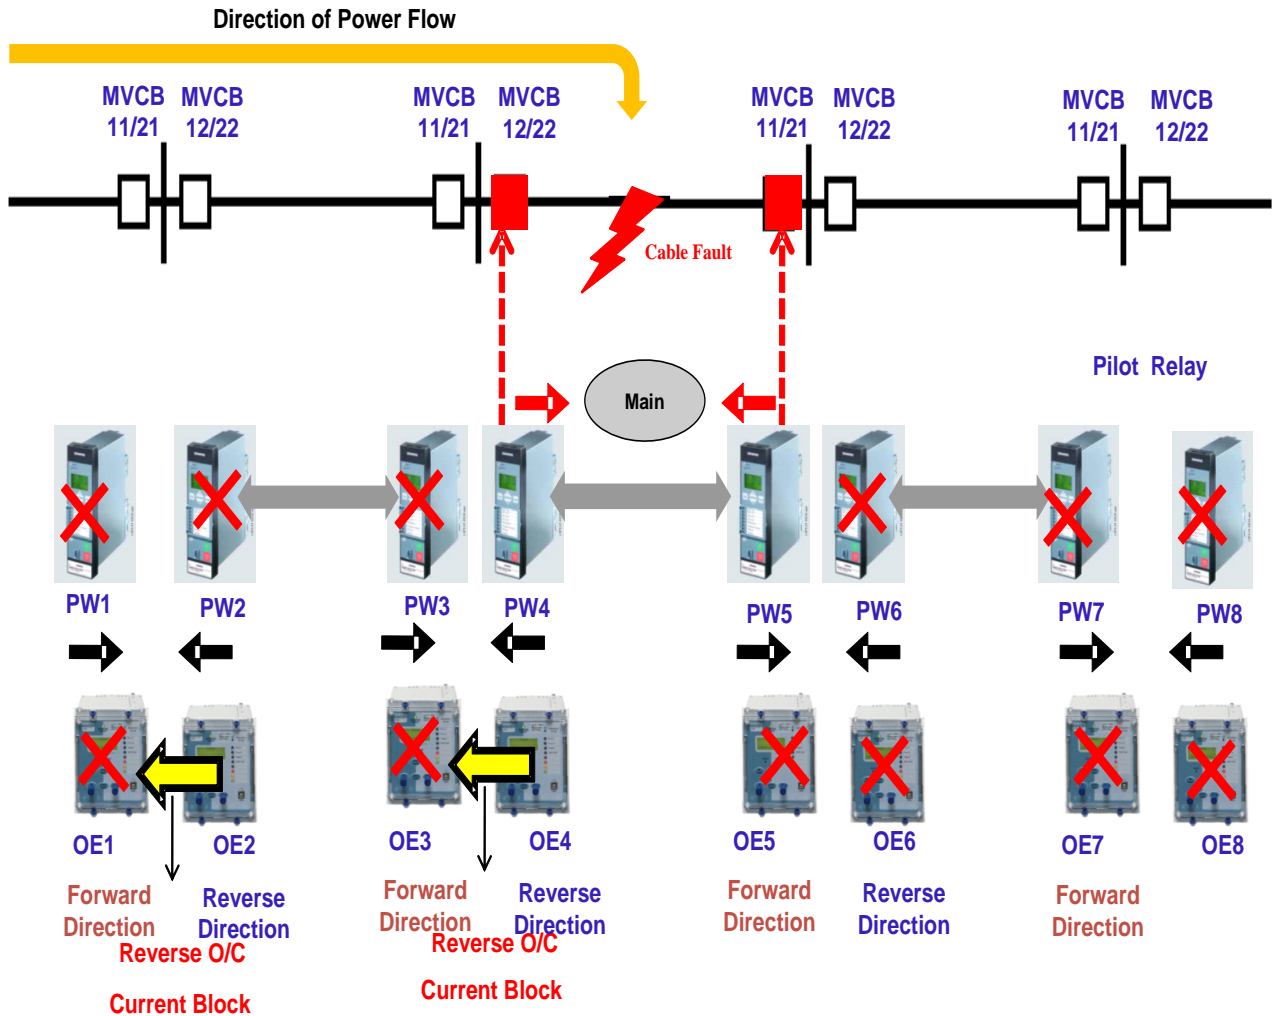 Direction of Power Flow
MVCB 11/21
MVCB 12/22
MVCB 11/21
MVCB 12/22
MVCB 11/21
MVCB 12/22
MVCB 11/21
MVCB 12/22
Cable Fault
Pilot Relay
Main
PW1
PW2
PW3
PW4
PW5
PW6
PW7
PW8
OE1
OE2
OE3
OE4
OE5
OE6
OE7
OE8
Forward Direction
Reverse Direction
Forward Direction
Reverse Direction
Forward Direction
Reverse Direction
Forward Direction
Reverse O/C
Current Block
Reverse O/C
Current Block